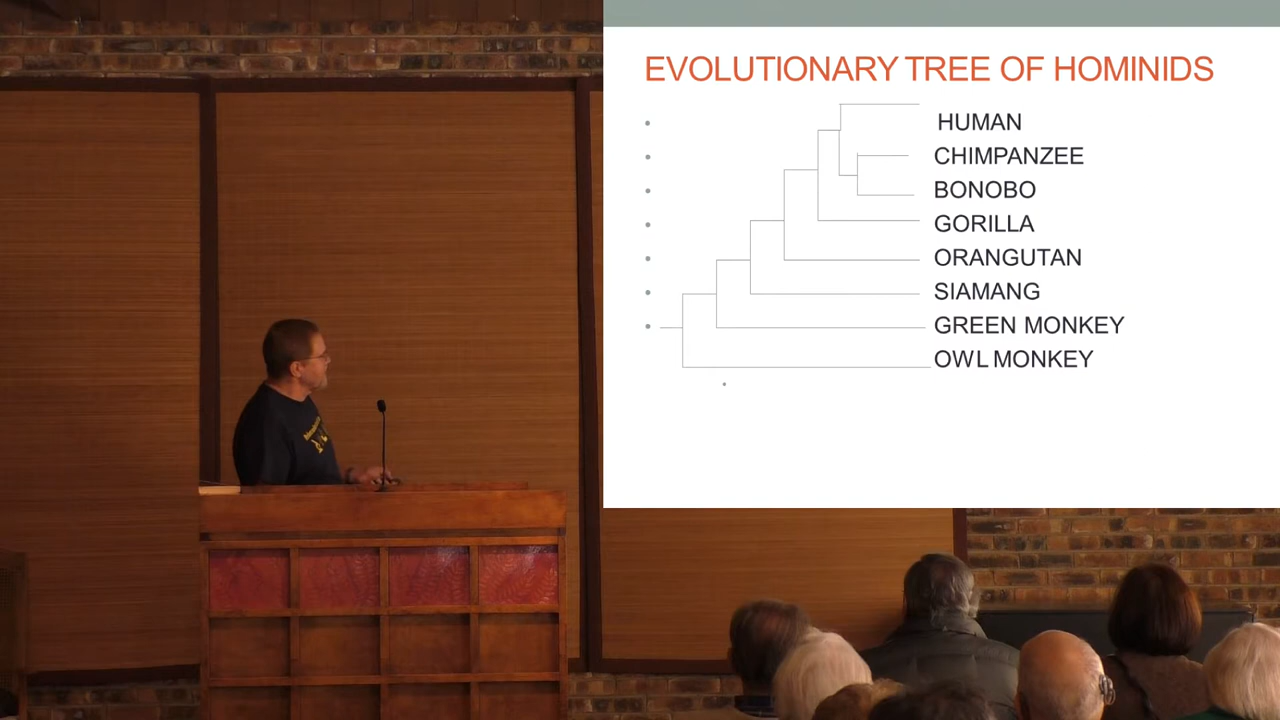 EVOLUTIONARY TREE OF HOMINIDS
HUMAN
CHIMPANZEE
BONOBO
GORILLA
ORANGUTAN
SIAMANG
GREEN MONKEY
OWL MONKEY